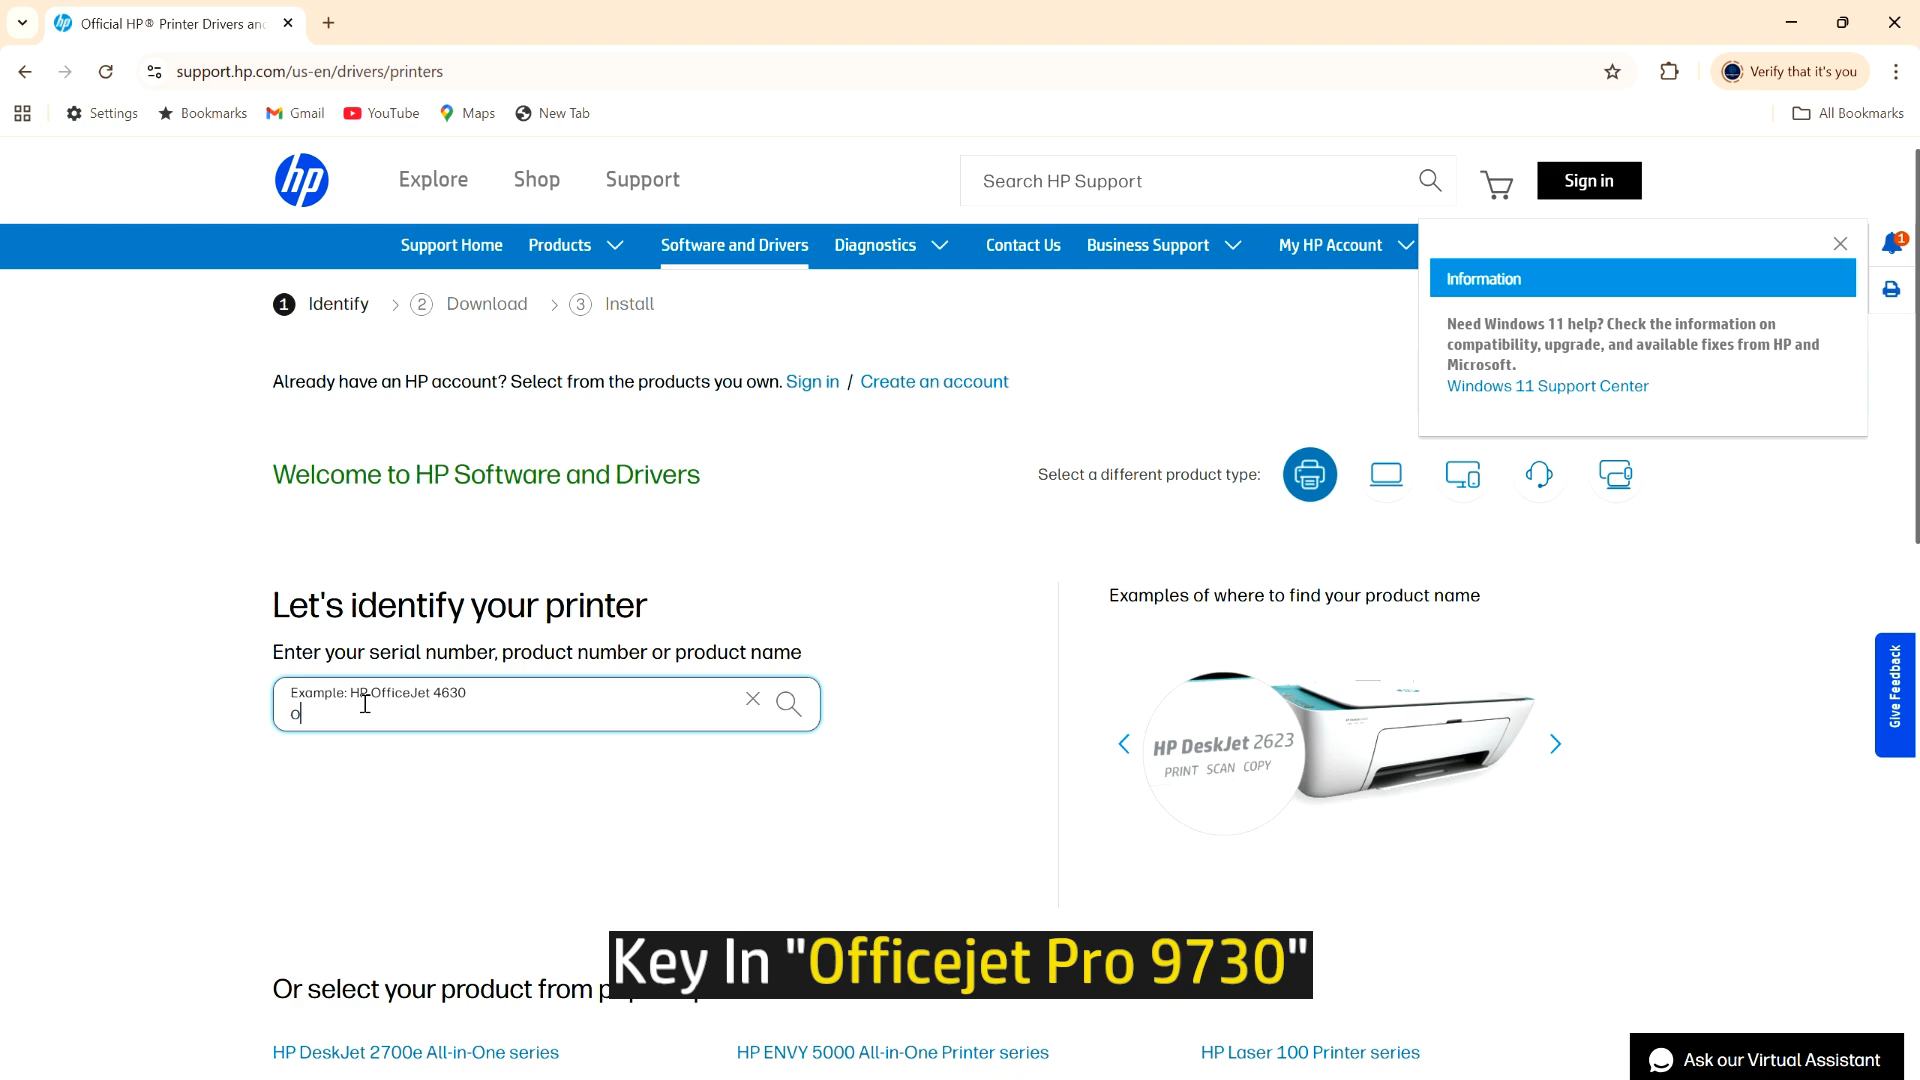 Official HP® Printer Drivers and
support.hp.com/us-en/drivers/printers
Verify that it's you
Settings
Bookmarks
Gmail
YouTube
Maps
New Tab
All Bookmarks
hp
Explore
Shop
Support
Search HP Support
Sign in
Support Home
Products
Software and Drivers
Diagnostics
Contact Us
Business Support
My HP Account
1
1 Identify
2 Download
3 Install
Information
Need Windows 11 help? Check the information on
compatibility, upgrade, and available fixes from HP and
Microsoft.
Windows 11 Support Center
Already have an HP account? Select from the products you own. Sign in / Create an account
Welcome to HP Software and Drivers
Select a different product type:
Let's identify your printer
Enter your serial number, product number or product name
Example: HP OfficeJet 4630
o
Examples of where to find your product name
HP DeskJet 2623
PRINT SCAN COPY
Give Feedback
Key In "Officejet Pro 9730"
Or select your product from
HP DeskJet 2700e All-in-One series
HP ENVY 5000 All-in-One Printer series
HP Laser 100 Printer series
Ask our Virtual Assistant